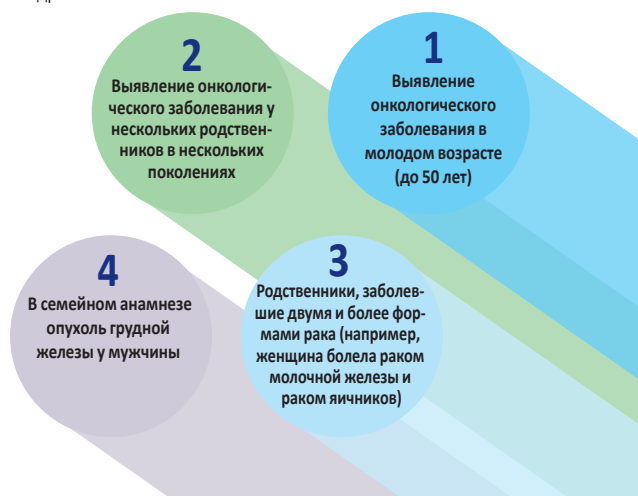 1
Выявление
онкологического
заболевания в
молодом возрасте
(до 50 лет)
2
Выявление онкологи-
ческого заболевания у
нескольких родствен-
ников в нескольких
поколениях
3
Родственники, заболев-
шие двумя и более фор-
мами рака (например,
женщина болела раком
молочной железы и
раком яичников)
4
В семейном анамнезе
опухоль грудной
железы у мужчины